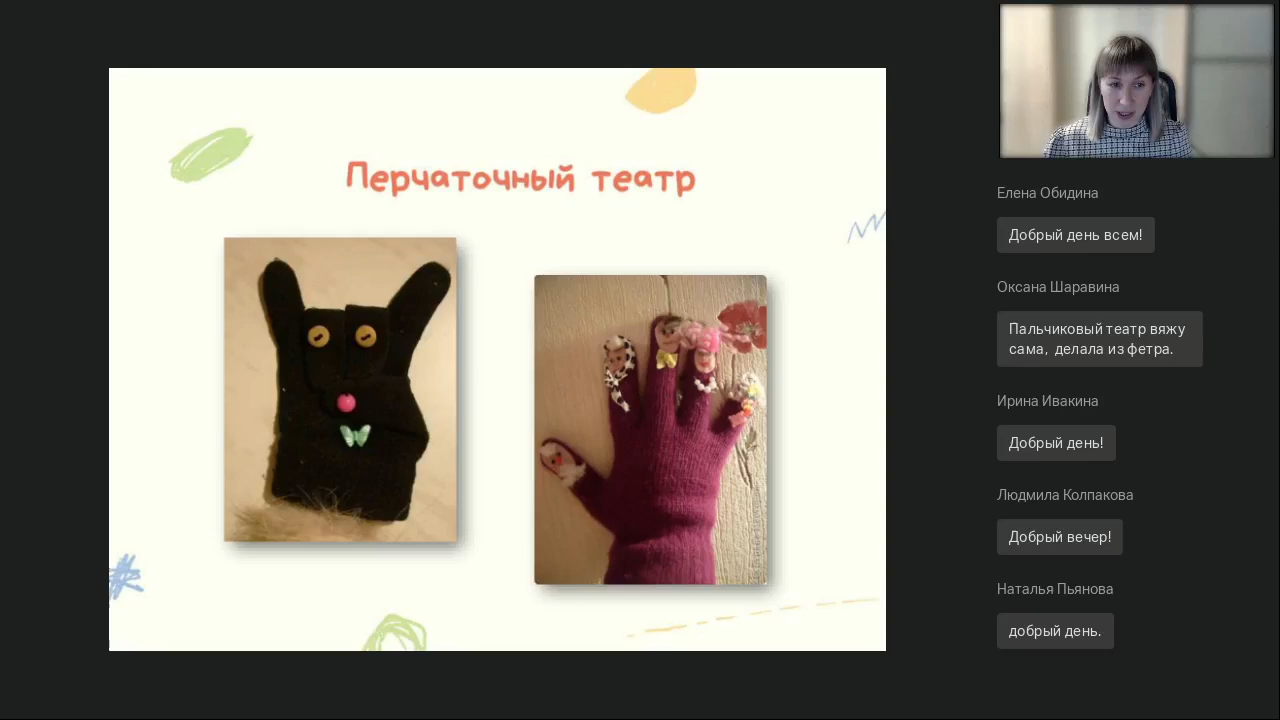 Перчаточный театр
Елена Обидина
Добрый день всем!
Оксана Шаравина
Пальчиковый театр вяжу
сама, делала из фетра.
Ирина Ивакина
Добрый день!
Людмила Колпакова
Добрый вечер!
Наталья Пьянова
добрый день.